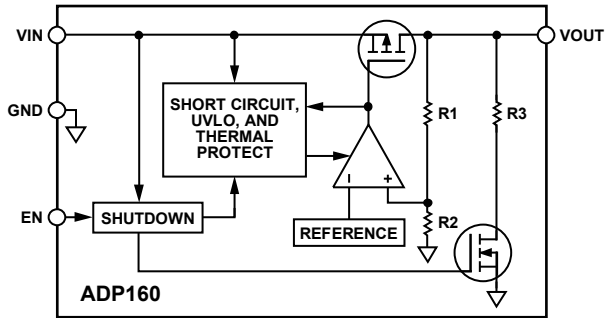 VIN
VOUT
GND
SHORT CIRCUIT,
UVLO, AND
THERMAL
PROTECT
R1
R3
EN
SHUTDOWN
– +
R2
REFERENCE
ADP160